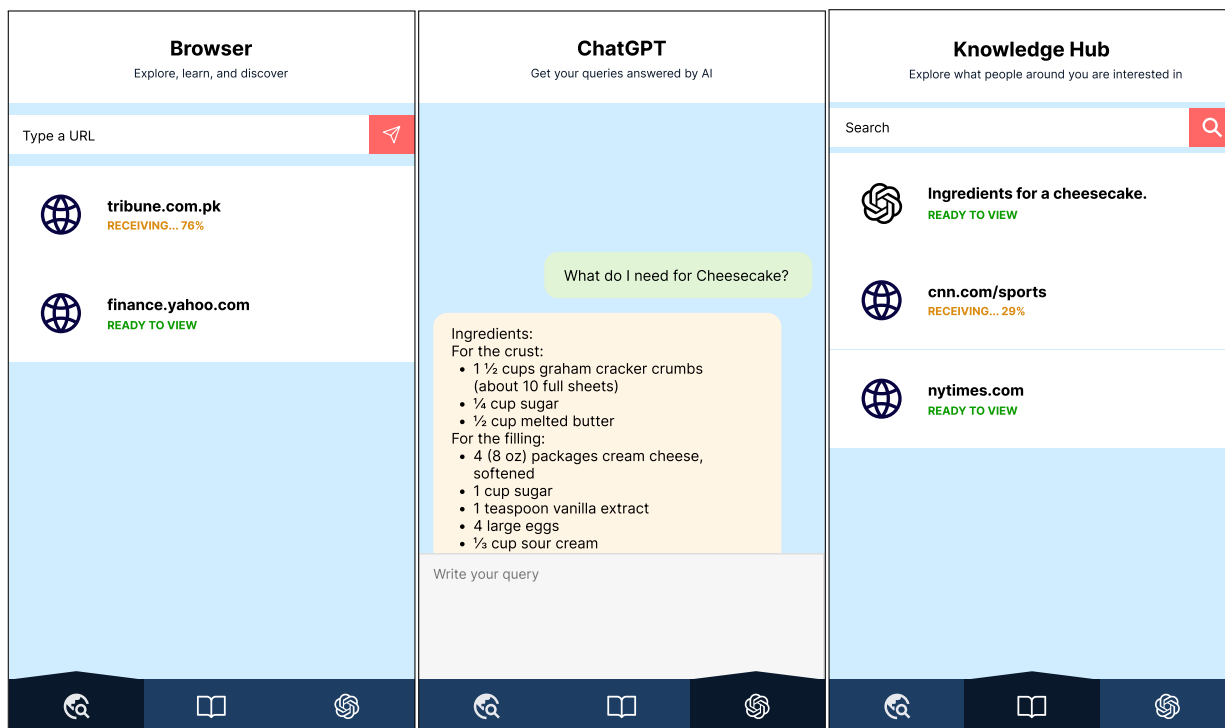 Browser
Explore, learn, and discover
Type a URL
tribune.com.pk
RECEIVING... 76%
finance.yahoo.com
READY TO VIEW
ChatGPT
Get your queries answered by AI
What do I need for Cheesecake?
Ingredients:
For the crust:
• 1 ½ cups graham cracker crumbs
(about 10 full sheets)
• ¼ cup sugar
• ½ cup melted butter
For the filling:
• 4 (8 oz) packages cream cheese,
softened
• 1 cup sugar
• 1 teaspoon vanilla extract
• 4 large eggs
• ⅓ cup sour cream
Write your query
Knowledge Hub
Explore what people around you are interested in
Search
Ingredients for a cheesecake.
READY TO VIEW
cnn.com/sports
RECEIVING... 29%
nytimes.com
READY TO VIEW